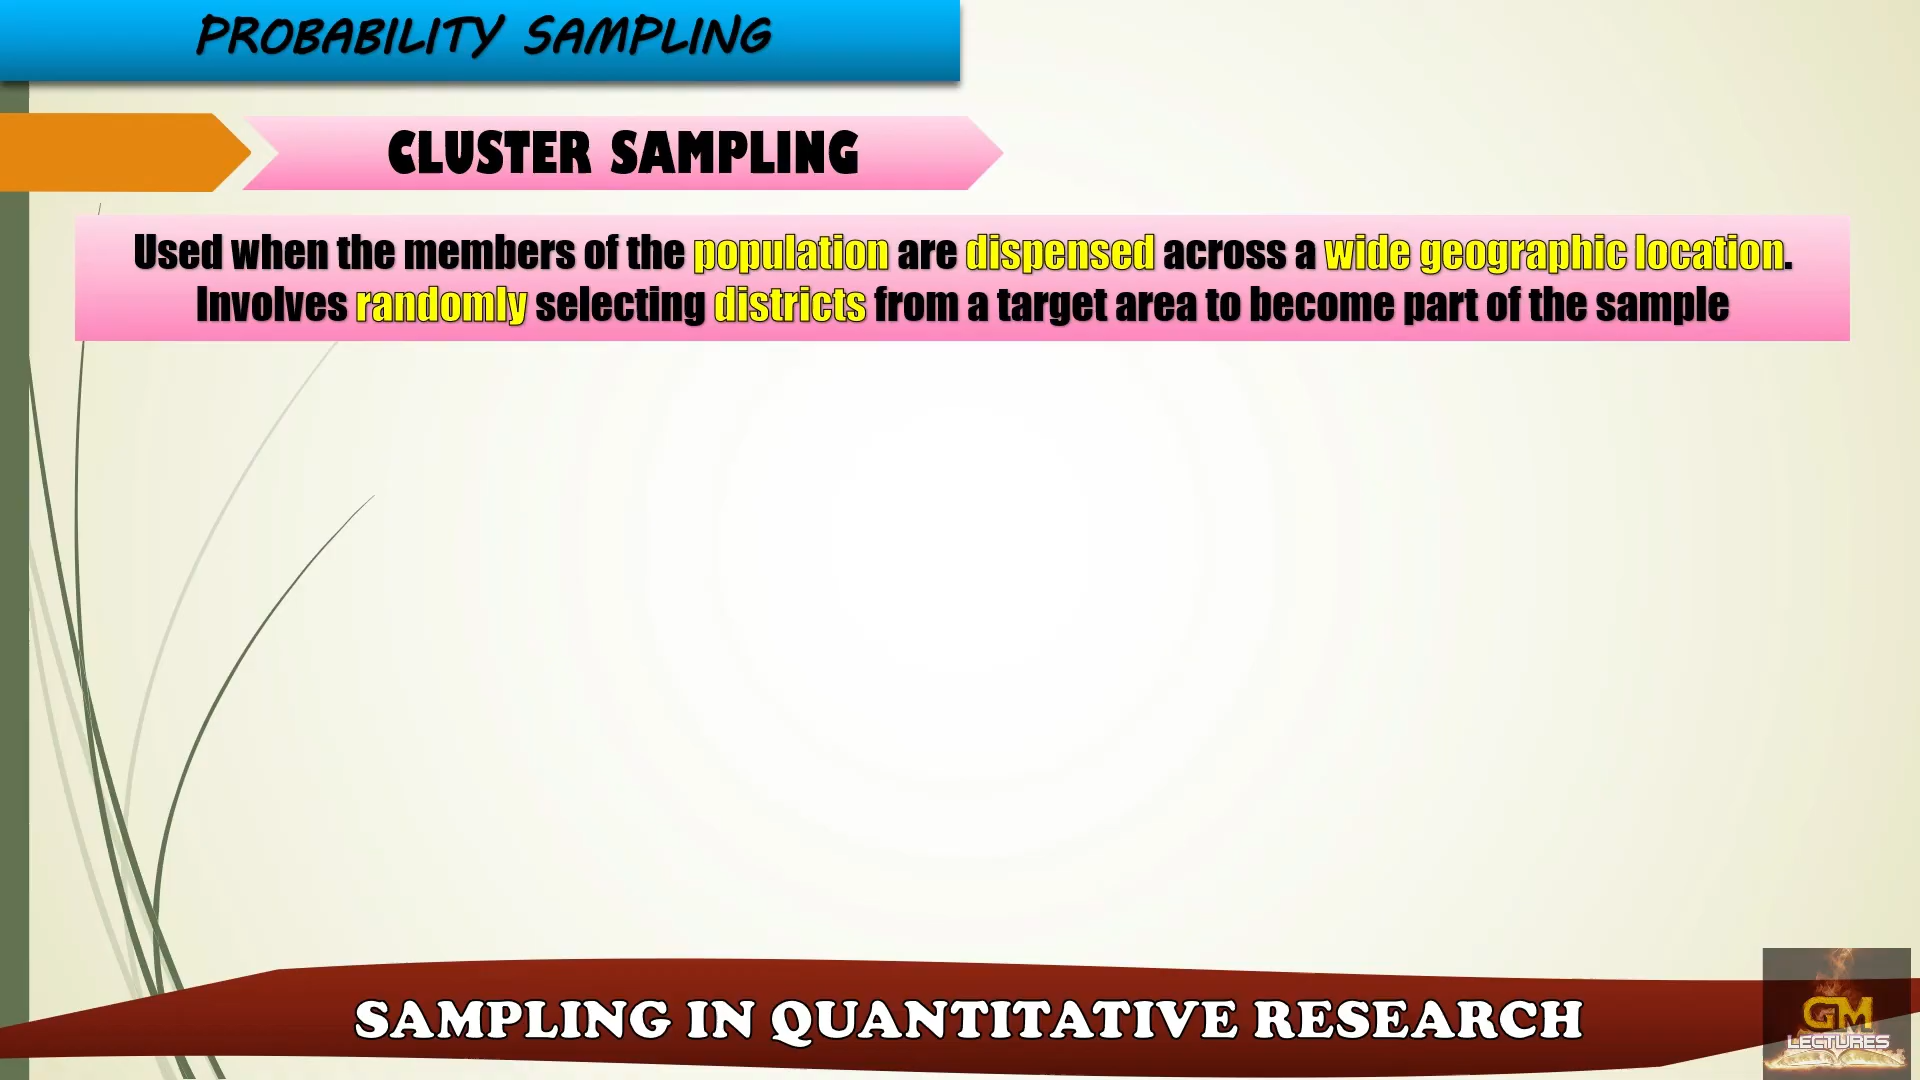 PROBABILITY SAMPLING
CLUSTER SAMPLING
Used when the members of the population are dispensed across a wide geographic location.
Involves randomly selecting districts from a target area to become part of the sample
SAMPLING IN QUANTITATIVE RESEARCH
GM
LECTURES